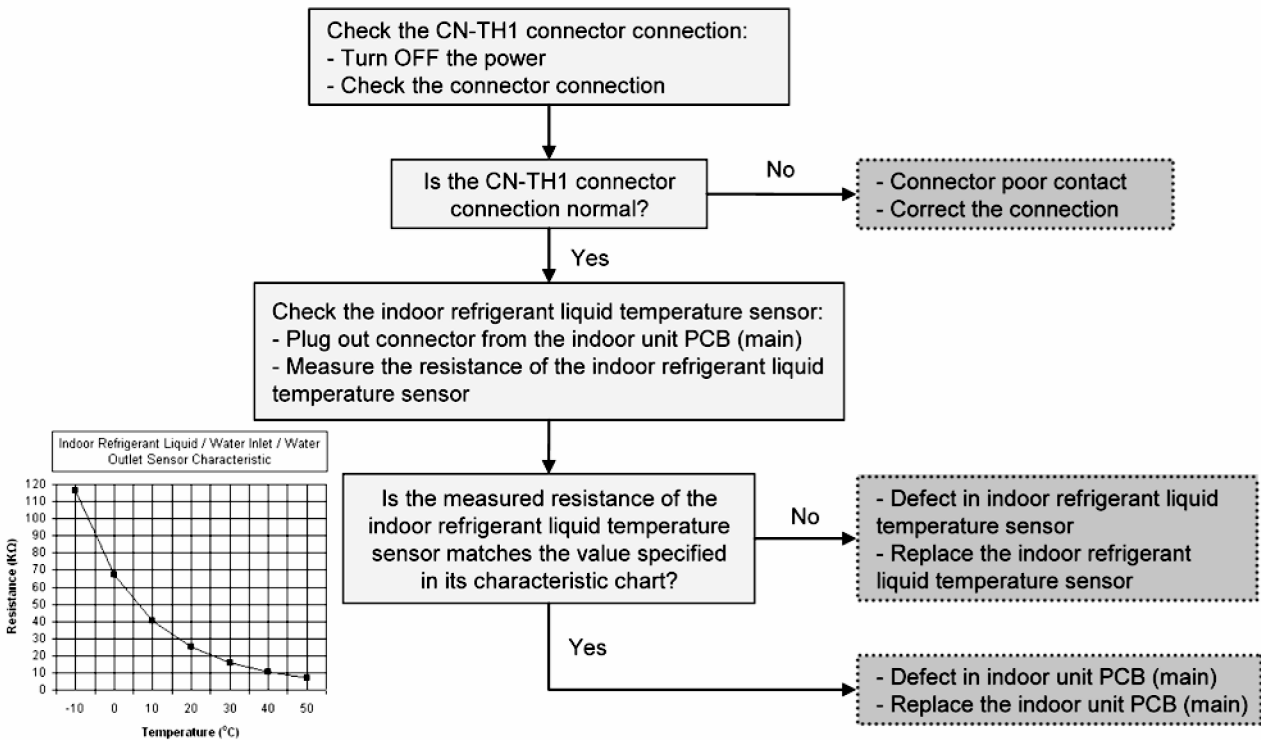 Check the CN-TH1 connector connection:
- Turn OFF the power
- Check the connector connection
Is the CN-TH1 connector
connection normal?
No
- Connector poor contact
- Correct the connection
Yes
Check the indoor refrigerant liquid temperature sensor:
- Plug out connector from the indoor unit PCB (main)
- Measure the resistance of the indoor refrigerant liquid
temperature sensor
Is the measured resistance of the
indoor refrigerant liquid temperature
sensor matches the value specified
in its characteristic chart?
No
- Defect in indoor refrigerant liquid
temperature sensor
- Replace the indoor refrigerant
liquid temperature sensor
Yes
- Defect in indoor unit PCB (main)
- Replace the indoor unit PCB (main)
Indoor Refrigerant Liquid / Water Inlet / Water
Outlet Sensor Characteristic
Resistance (KΩ)
120
110
100
90
80
70
60
50
40
30
20
10
0
-10 0 10 20 30 40 50
Temperature (°C)